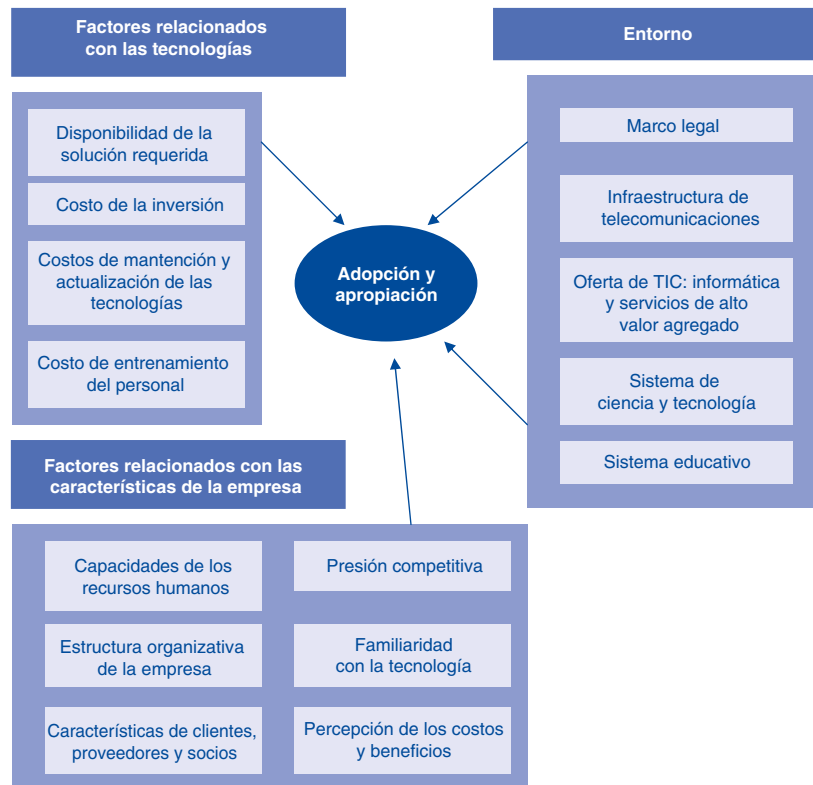 Factores relacionados
con las tecnologías
Disponibilidad de la
solución requerida
Costo de la inversión
Costos de mantención y
actualización de las
tecnologías
Costo de entrenamiento
del personal
Entorno
Marco legal
Infraestructura de
telecomunicaciones
Oferta de TIC: informática
y servicios de alto
valor agregado
Sistema de
ciencia y tecnología
Sistema educativo
Adopción y
apropiación
Factores relacionados con las
características de la empresa
Capacidades de los
recursos humanos
Estructura organizativa
de la empresa
Características de clientes,
proveedores y socios
Presión competitiva
Familiaridad
con la tecnología
Percepción de los costos
y beneficios